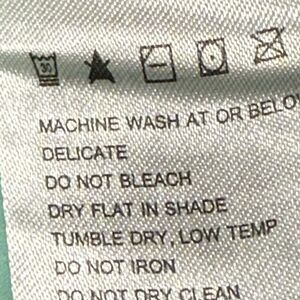 MACHINE WASH AT OR BELO
DELICATE
DO NOT BLEACH
DRY FLAT IN SHADE
TUMBLE DRY, LOW TEMP
DO NOT IRON
DO NOT DRY CLEAN